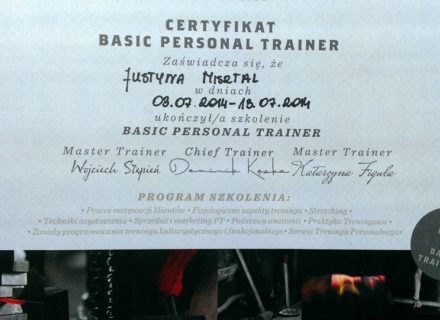 CERTYFIKAT
BASIC PERSONAL TRAINER
Zaświadcza się, że
JUSTYNA MISZTAL
w dniach
08.07.2014-13.07.2014
ukończył/a szkolenie
BASIC PERSONAL TRAINER
Master Trainer Chief Trainer Master Trainer
Wojciech Stępień Dominik Katarzyna Figula
PROGRAM SZKOLENIA:
• Proces motywacji klientów • Fizjologiczne aspekty treningu • Stretching •
• Techniki asystowania • Sprzedaż i marketing PT • Podstawy anatomii • Praktyka Treningowa •
• Zasady programowania treningu kulturystycznego i funkcjonalnego • Serwis Treningu Personalnego •
BA
TRAI